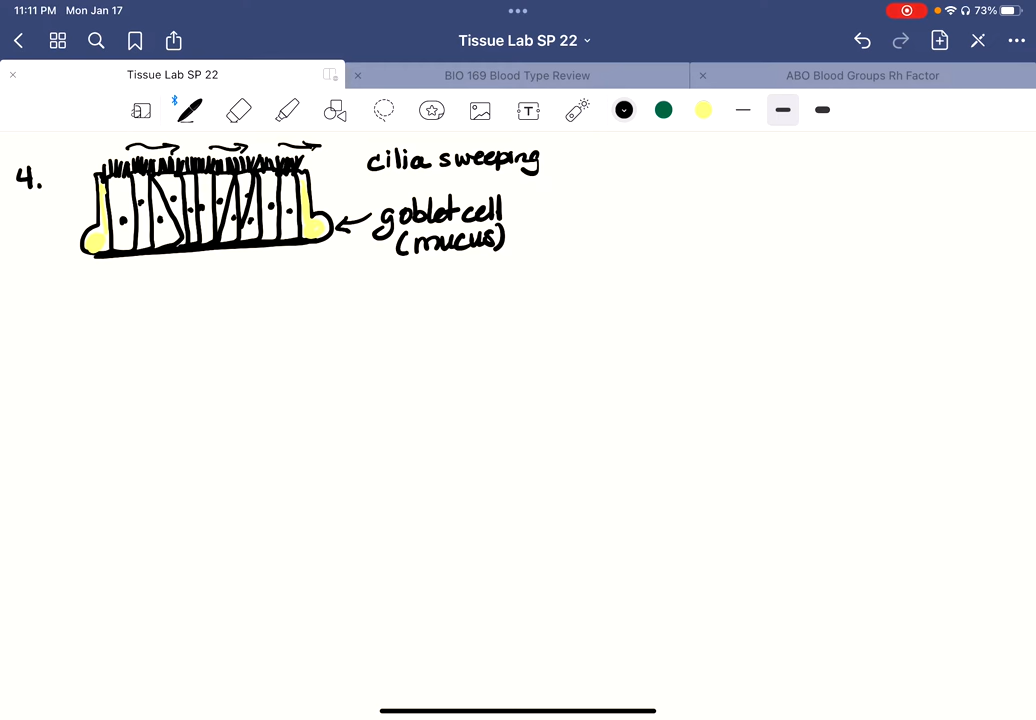 11:11 PM Mon Jan 17
73%
Tissue Lab SP 22
Tissue Lab SP 22
BIO 169 Blood Type Review
ABO Blood Groups Rh Factor
4.
cilia sweeping
goblet cell
(mucus)